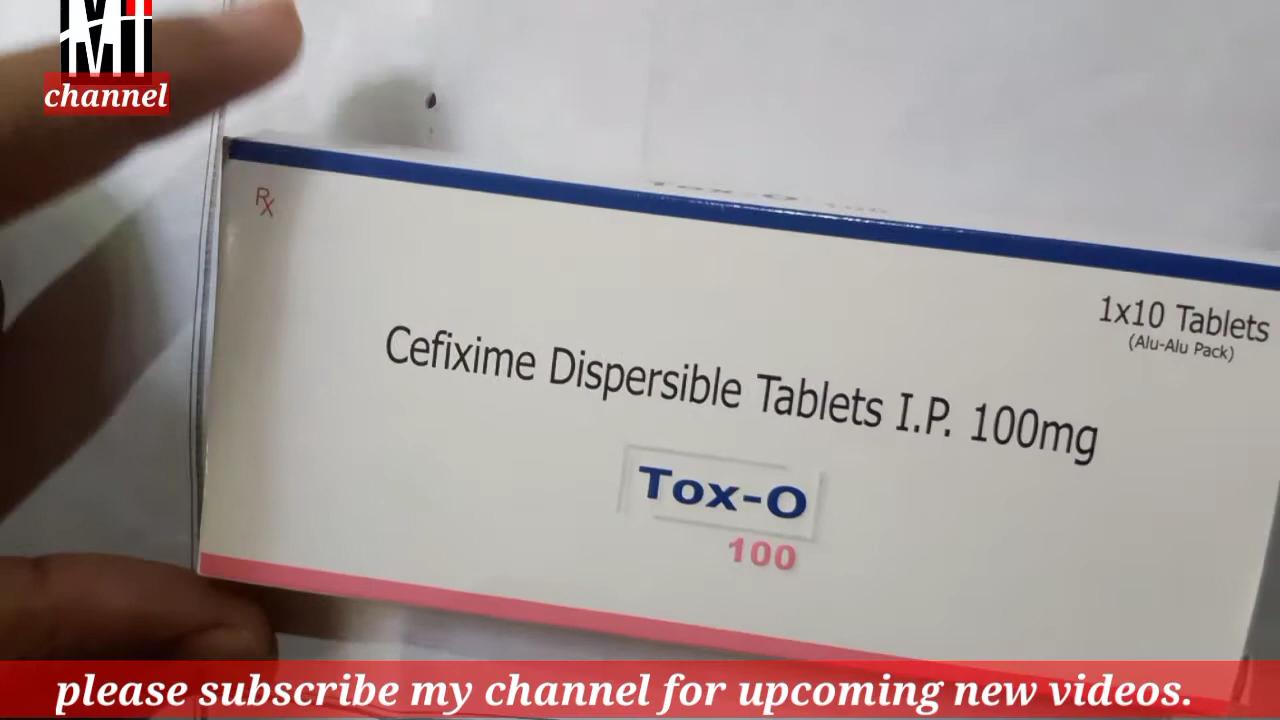 MT
channel
Rx
1x10 Tablets
(Alu-Alu Pack)
Cefixime Dispersible Tablets I.P. 100mg
Tox-O
100
please subscribe my channel for upcoming new videos.